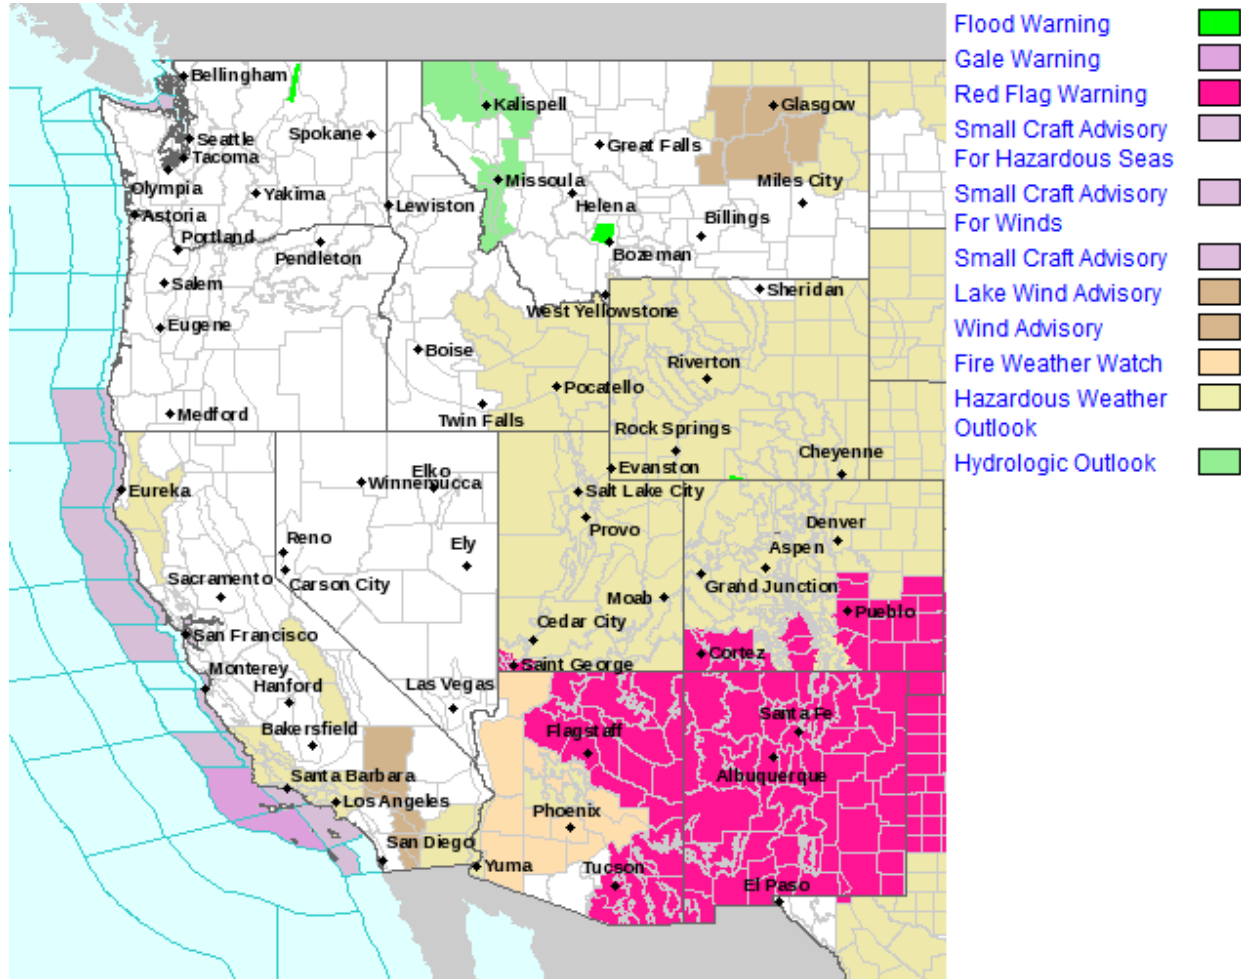 Bellingham
Seattle
Tacoma
Olympia
Spokane
Yakima
Astoria
Portland
Pendleton
Lewiston
Salem
Eugene
Medford
Kalispell
Missoula
Great Falls
Helena
Glasgow
Miles City
Billings
Bozeman
West Yellowstone
Sheridan
Boise
Twin Falls
Pocatello
Riverton
Rock Springs
Evanston
Cheyenne
Eureka
Winnemucca
Elko
Salt Lake City
Provo
Reno
Carson City
Ely
Sacramento
San Francisco
Moab
Cedar City
Saint George
Denver
Aspen
Grand Junction
Pueblo
Cortez
Monterey
Hanford
Las Vegas
Bakersfield
Santa Barbara
Los Angeles
San Diego
Yuma
Flagstaff
Phoenix
Tucson
Santa Fe
Albuquerque
El Paso
Flood Warning
Gale Warning
Red Flag Warning
Small Craft Advisory
For Hazardous Seas
Small Craft Advisory
For Winds
Small Craft Advisory
Lake Wind Advisory
Wind Advisory
Fire Weather Watch
Hazardous Weather
Outlook
Hydrologic Outlook